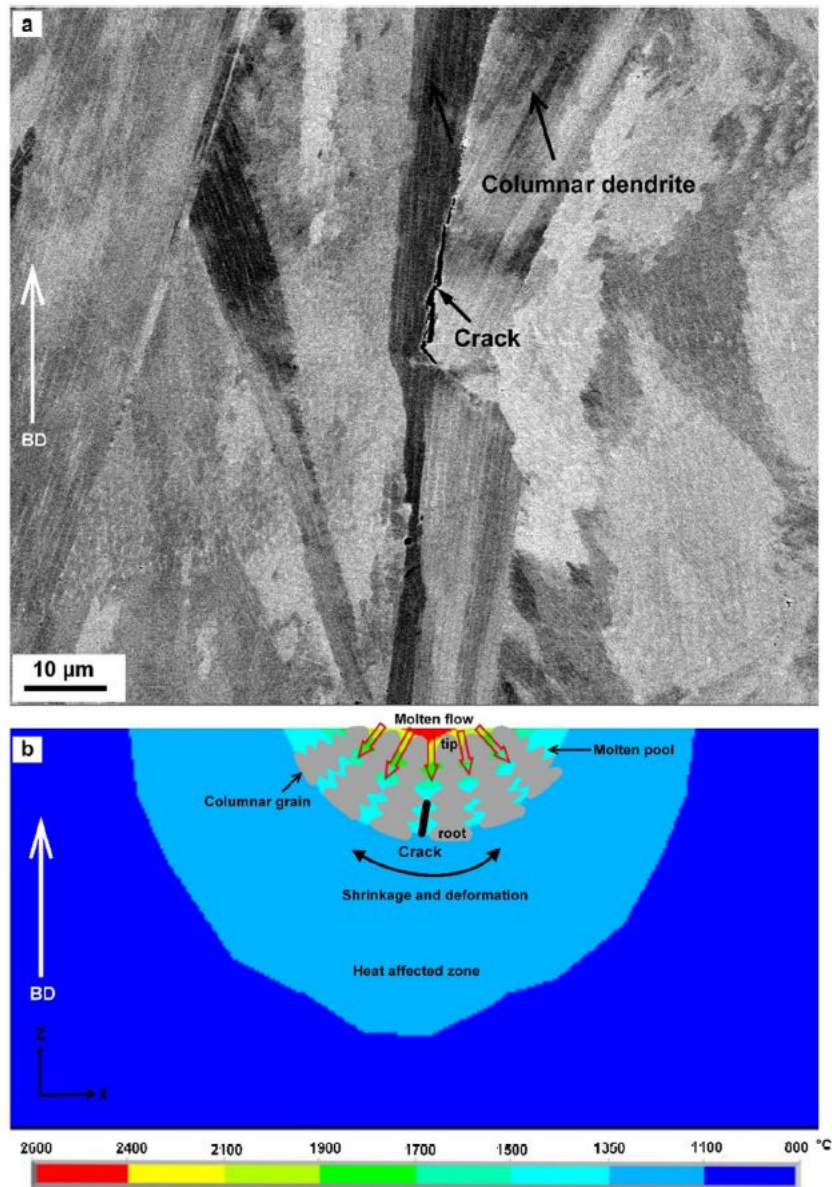 a
Columnar dendrite
Crack
BD
10 µm
b
Molten flow
tip
Molten pool
Columnar grain
root
Crack
Shrinkage and deformation
Heat affected zone
BD
Z
X
2600 2400 2100 1900 1700 1500 1350 1100 800 °C